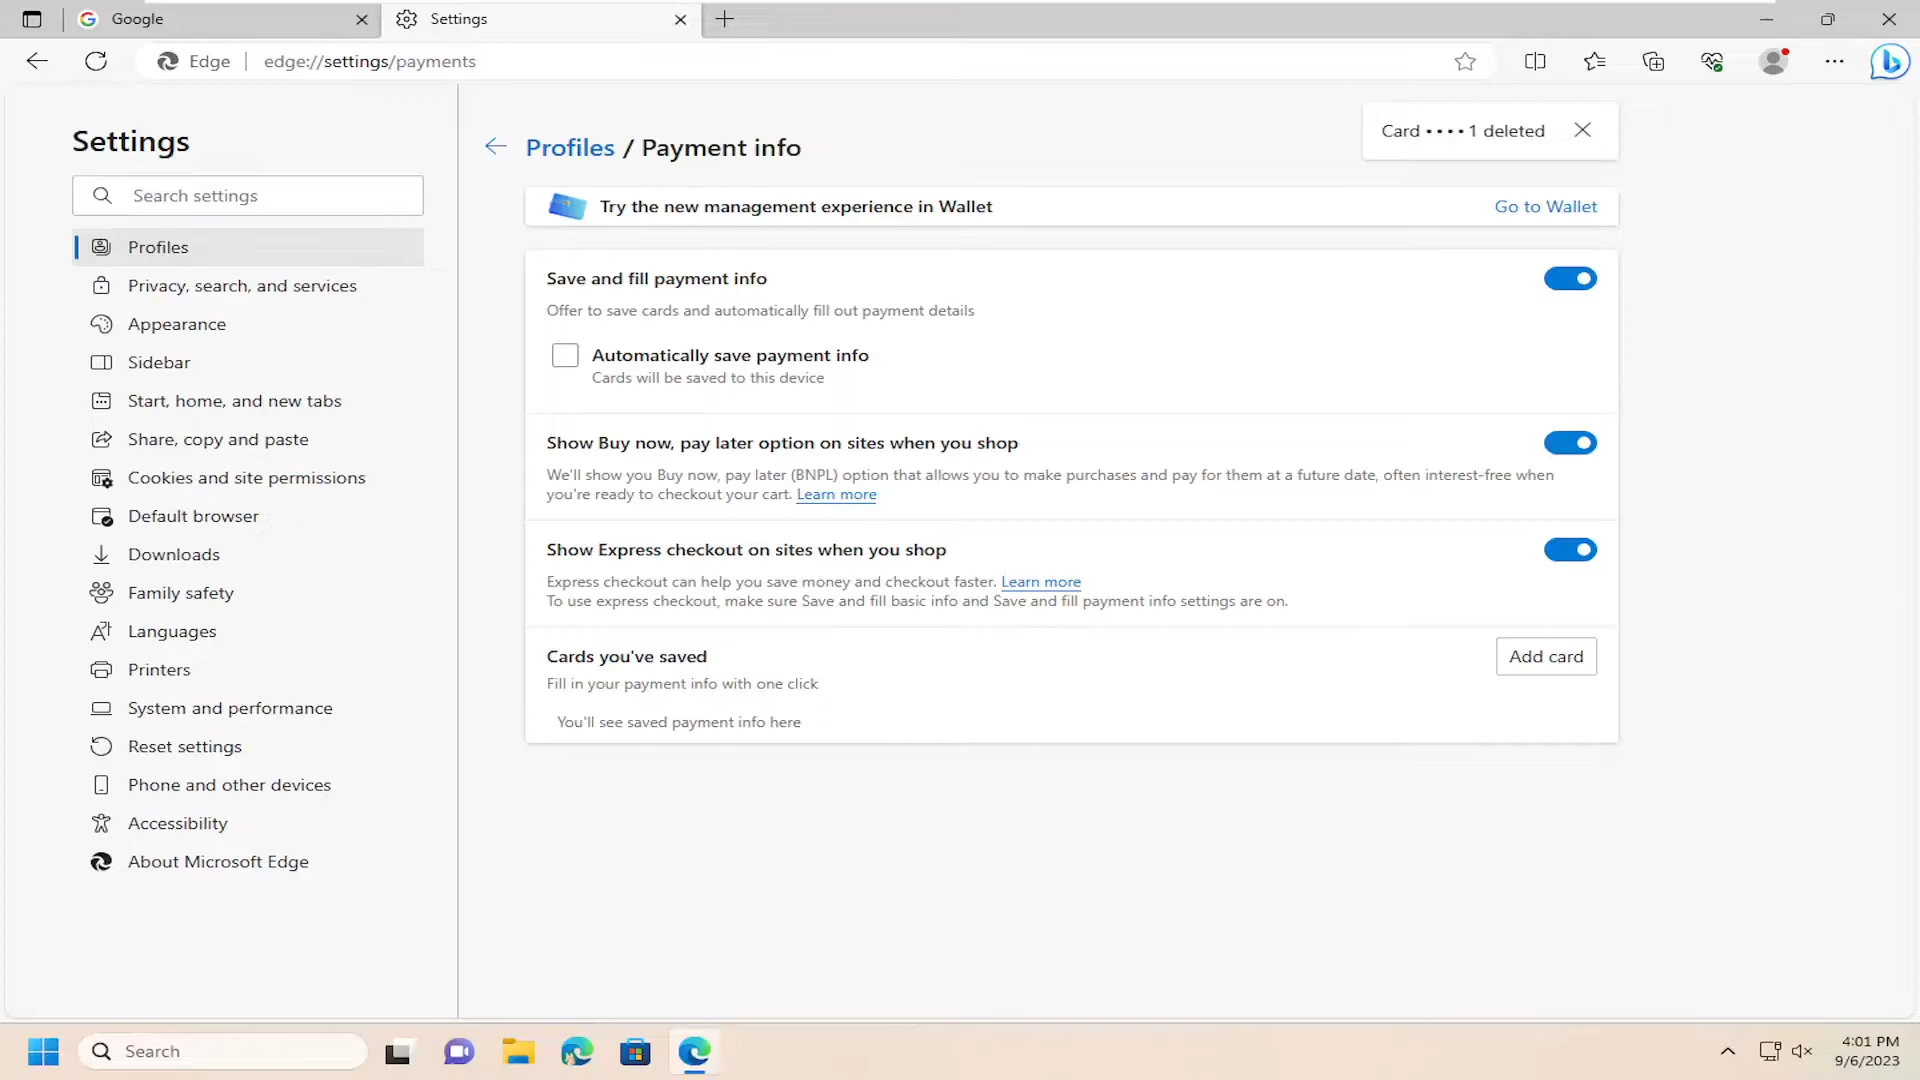 Google
Settings
Edge
edge://settings/payments
Settings
Search settings
Profiles
Privacy, search, and services
Appearance
Sidebar
Start, home, and new tabs
Share, copy and paste
Cookies and site permissions
Default browser
Downloads
Family safety
Languages
Printers
System and performance
Reset settings
Phone and other devices
Accessibility
About Microsoft Edge
Profiles / Payment info
Card •••• 1 deleted
Try the new management experience in Wallet
Go to Wallet
Save and fill payment info
Offer to save cards and automatically fill out payment details
Automatically save payment info
Cards will be saved to this device
Show Buy now, pay later option on sites when you shop
We'll show you Buy now, pay later (BNPL) option that allows you to make purchases and pay for them at a future date, often interest-free when
you're ready to checkout your cart. Learn more
Show Express checkout on sites when you shop
Express checkout can help you save money and checkout faster. Learn more
To use express checkout, make sure Save and fill basic info and Save and fill payment info settings are on.
Cards you've saved
Add card
Fill in your payment info with one click
You'll see saved payment info here
Search
4:01 PM
9/6/2023